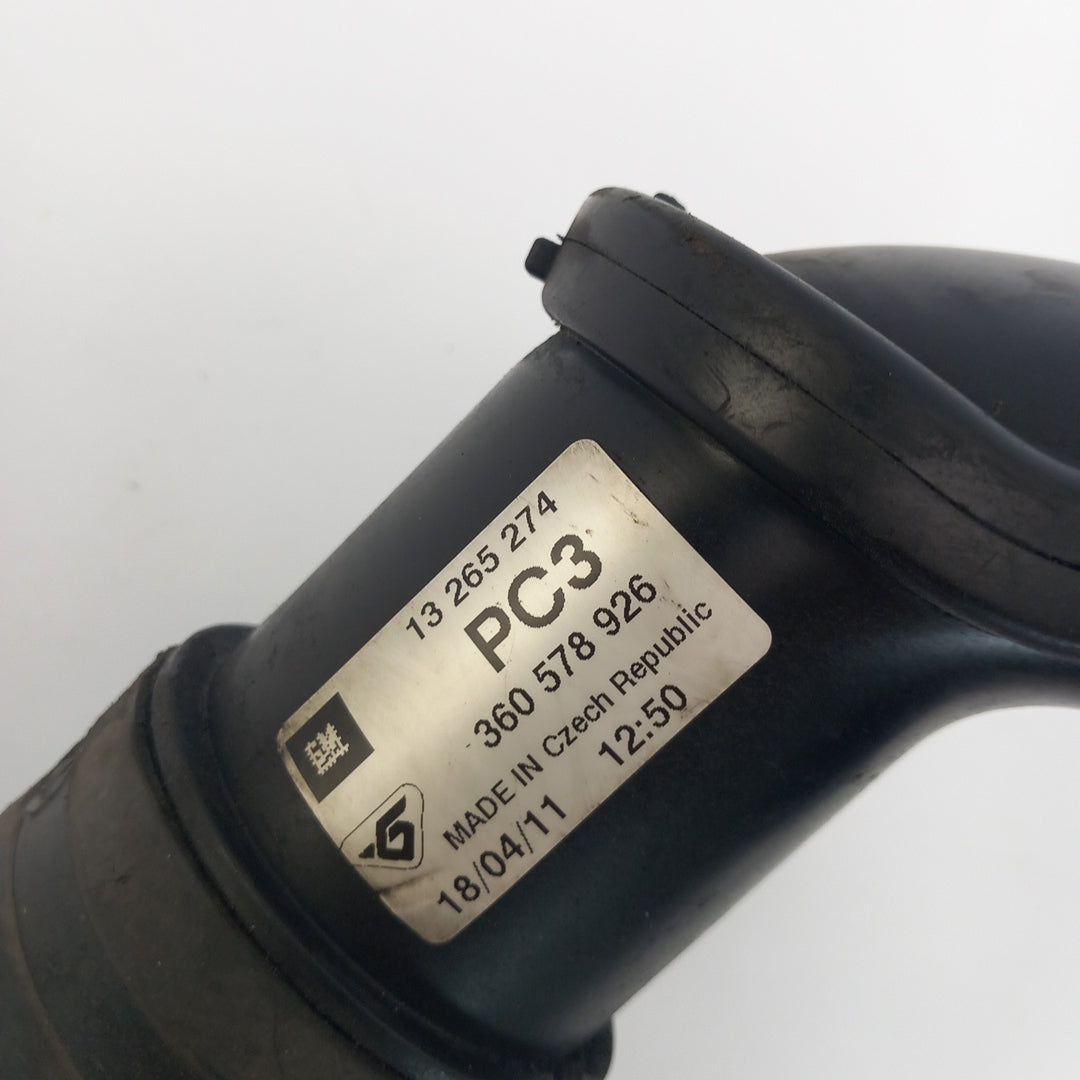 13 265 274
PC3
360 578 926
MADE IN Czech Republic
18/04/11 12:50